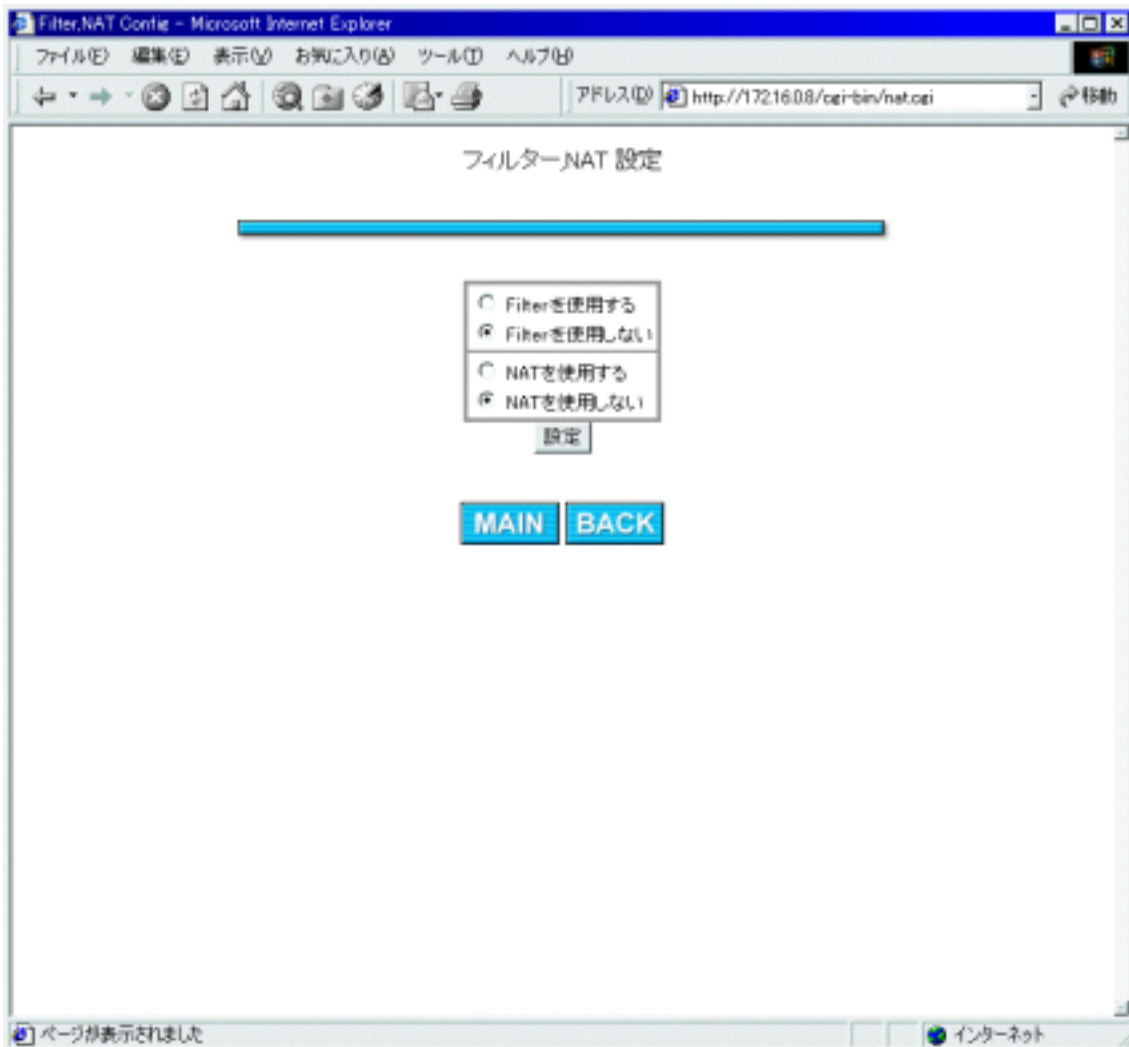 Filter,NAT Config - Microsoft Internet Explorer
ファイル(F) 編集(E) 表示(V) お気に入り(A) ツール(T) ヘルプ(H)
アドレス(D) http://172.16.0.8/cgi-bin/nat.cgi 移動
フィルター,NAT 設定
Filterを使用する
Filterを使用しない
NATを使用する
NATを使用しない
設定
MAIN BACK
ページが表示されました インターネット